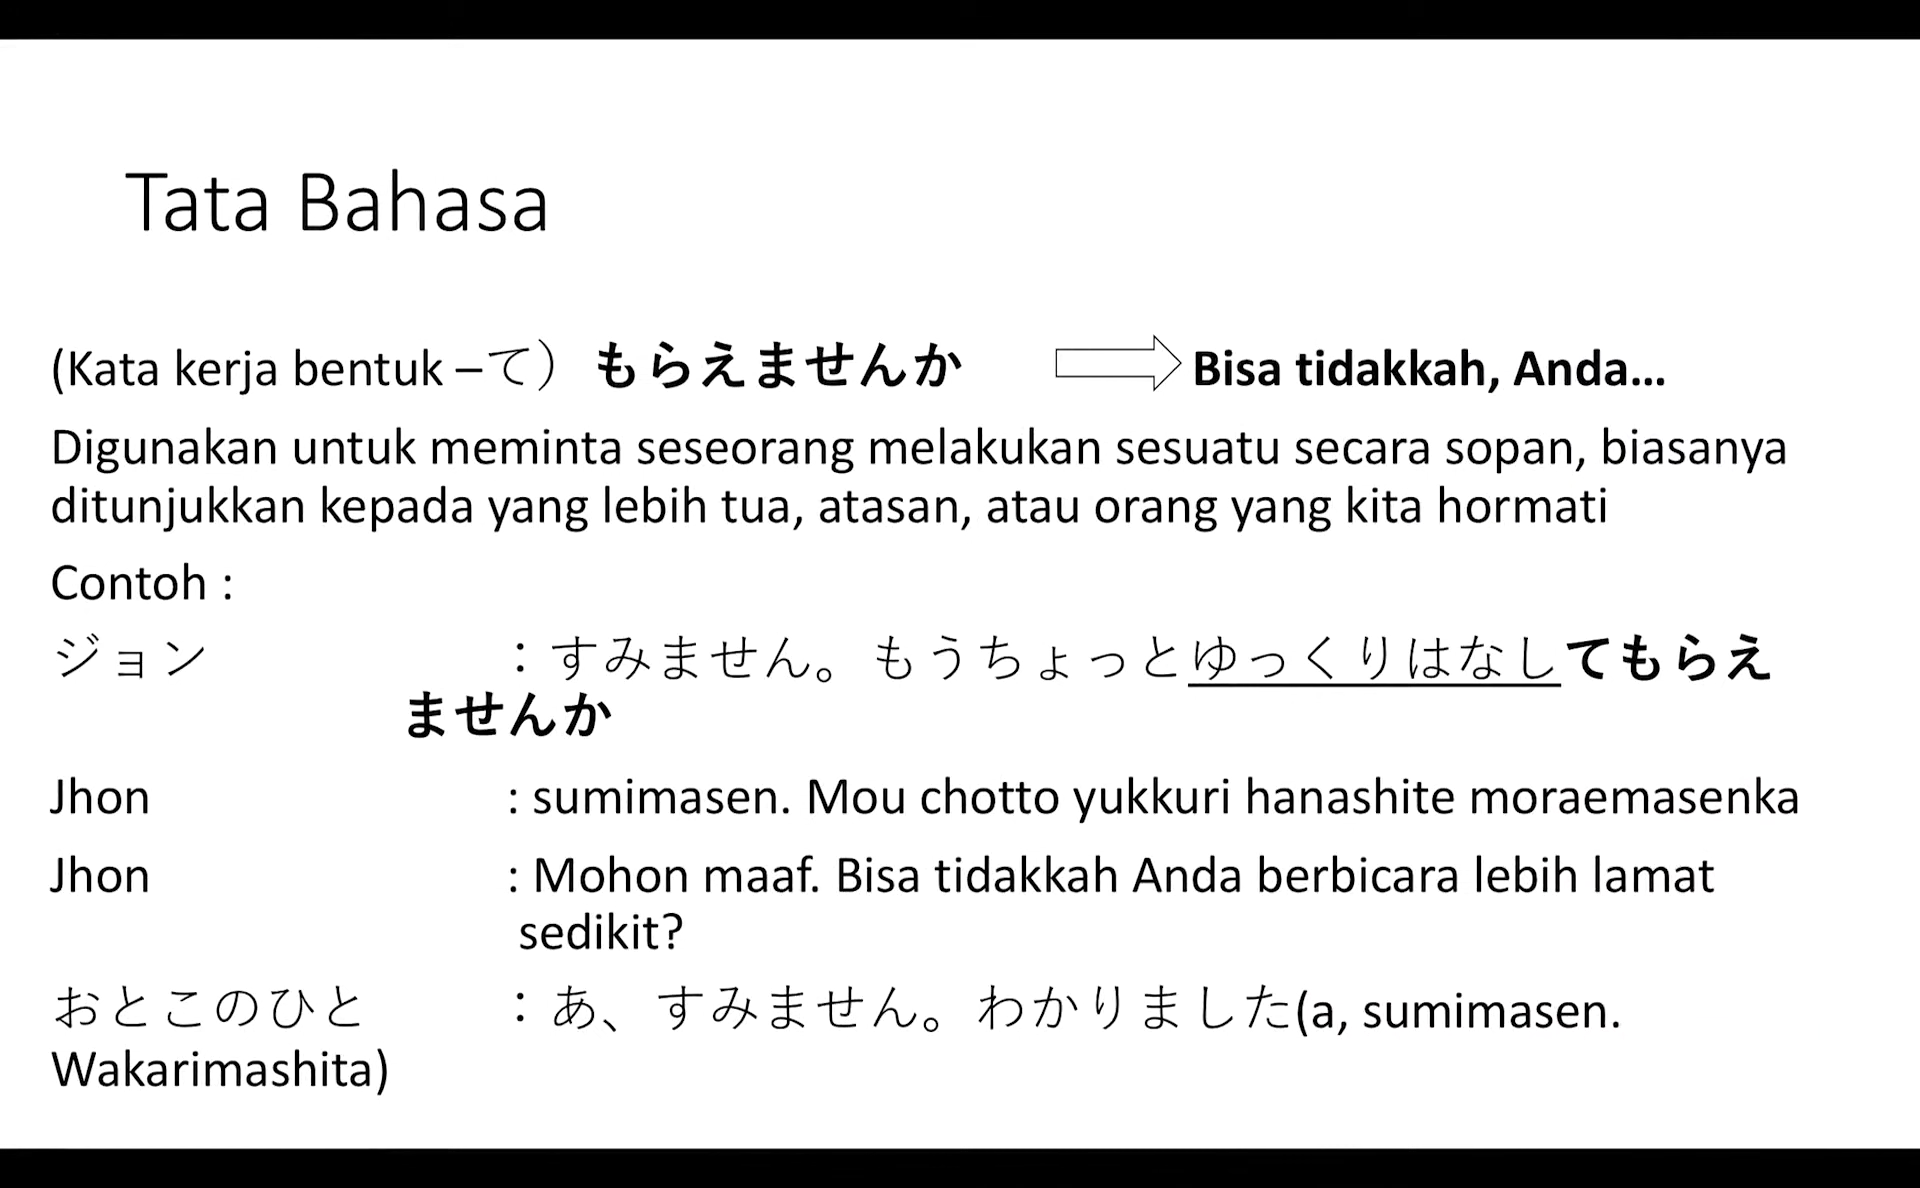 Tata Bahasa
(Kata kerja bentuk –て） もらえませんか Bisa tidakkah, Anda...
Digunakan untuk meminta seseorang melakukan sesuatu secara sopan, biasanya
ditunjukkan kepada yang lebih tua, atasan, atau orang yang kita hormati
Contoh :
ジョン ：すみません。もうちょっとゆっくりはなしてもらえ
ませんか
Jhon : sumimasen. Mou chotto yukkuri hanashite moraemasenka
Jhon : Mohon maaf. Bisa tidakkah Anda berbicara lebih lamat
sedikit?
おとこのひと ：あ、すみません。わかりました(a, sumimasen.
Wakarimashita)